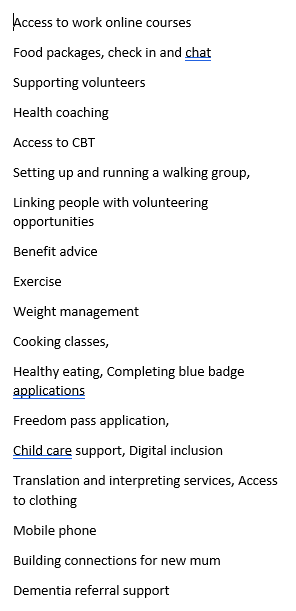 Access to work online courses
Food packages, check in and chat
Supporting volunteers
Health coaching
Access to CBT
Setting up and running a walking group,
Linking people with volunteering
opportunities
Benefit advice
Exercise
Weight management
Cooking classes,
Healthy eating, Completing blue badge
applications
Freedom pass application,
Child care support, Digital inclusion
Translation and interpreting services, Access
to clothing
Mobile phone
Building connections for new mum
Dementia referral support